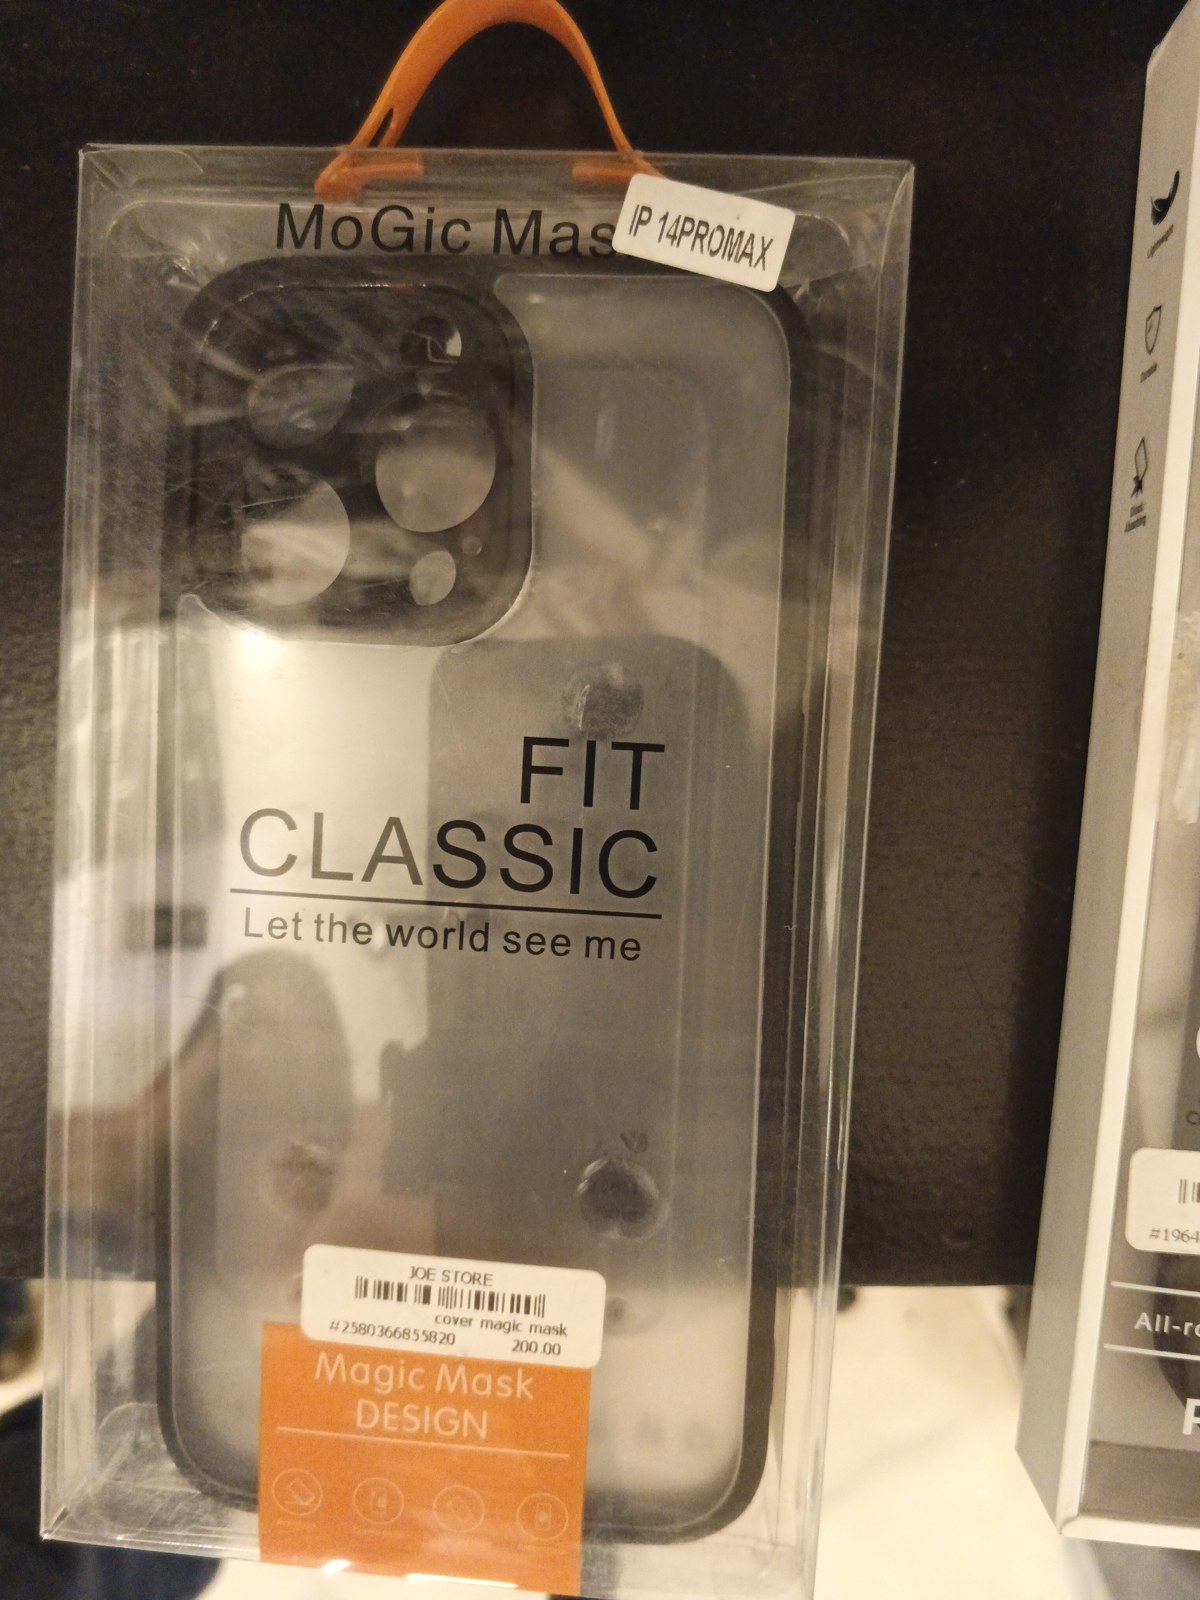 MoGic Mas
IP 14PROMAX
FIT
CLASSIC
Let the world see me
JOE STORE
cover magic mask
#2580366855820 200.00
Magic Mask
DESIGN
#1964
All-r